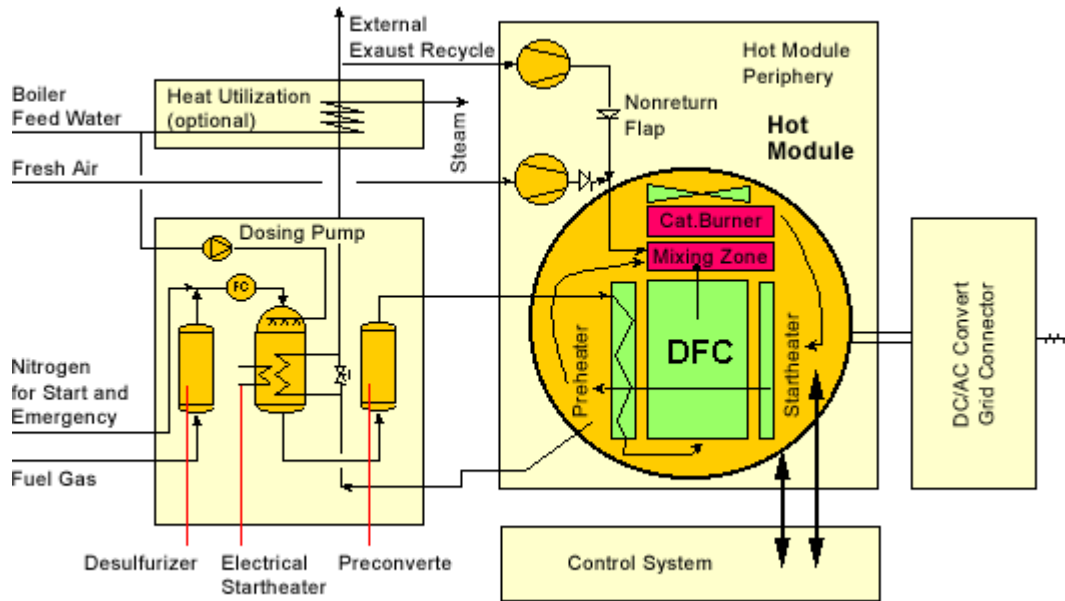 External
Exaust Recycle
Hot Module
Periphery
Boiler
Feed Water
Heat Utilization
(optional)
Nonreturn
Flap
Hot
Module
Steam
Fresh Air
Cat.Burner
Dosing Pump
Mixing Zone
FC
DFC
Preheater
Startheater
DC/AC Convert
Grid Connector
Nitrogen
for Start and
Emergency
Fuel Gas
Desulfurizer
Electrical
Startheater
Preconverte
Control System